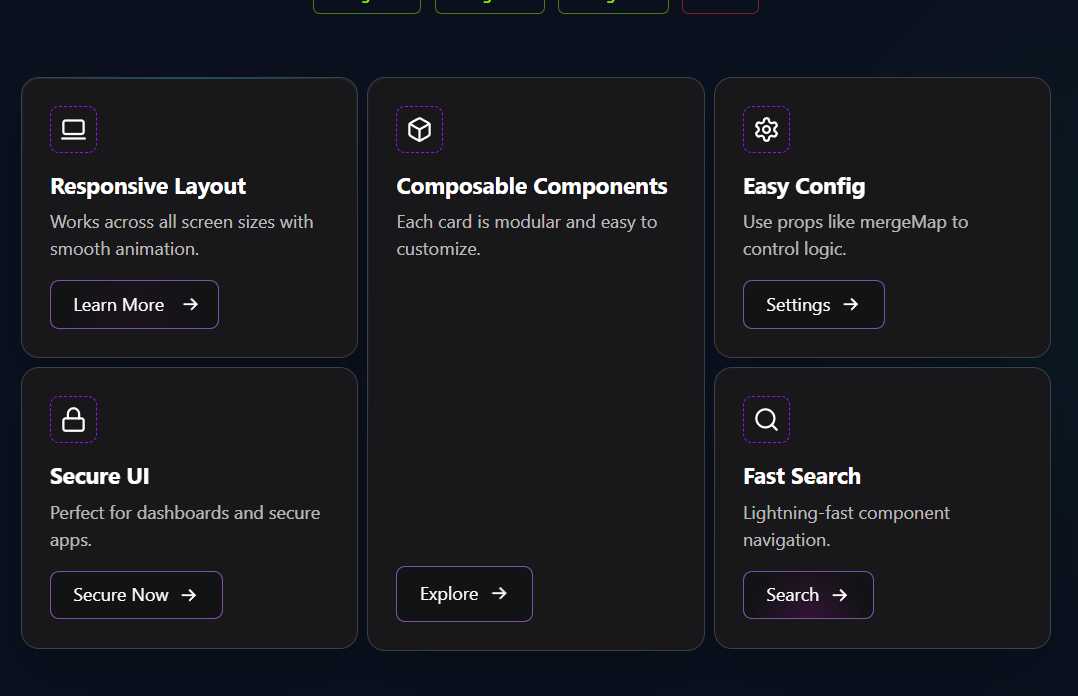 Responsive Layout
Works across all screen sizes with
smooth animation.
Learn More
Composable Components
Each card is modular and easy to
customize.
Explore
Easy Config
Use props like mergeMap to
control logic.
Settings
Secure UI
Perfect for dashboards and secure
apps.
Secure Now
Fast Search
Lightning-fast component
navigation.
Search